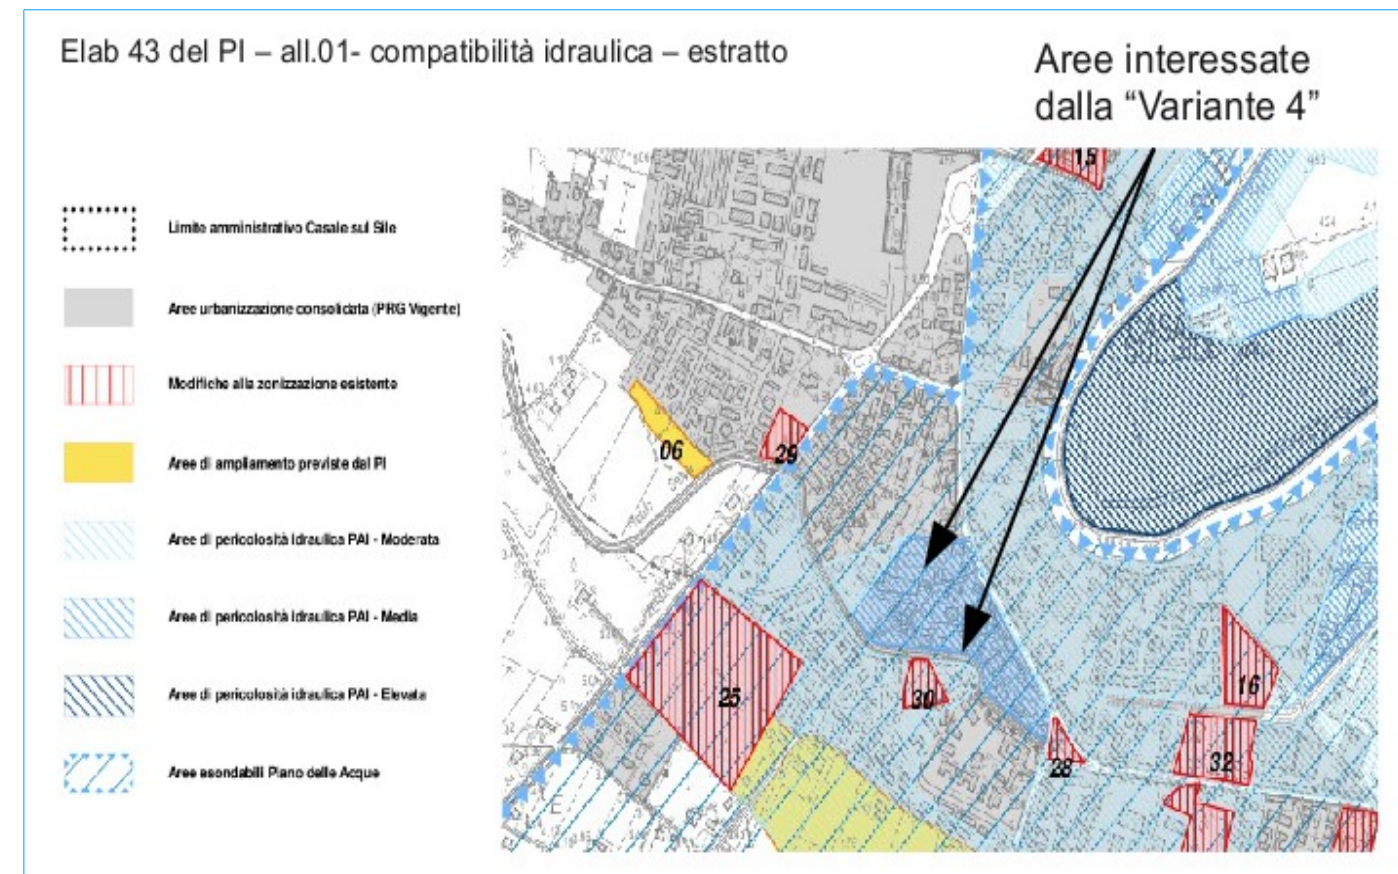 Elab 43 del PI – all.01- compatibilità idraulica – estratto
Aree interessate
dalla “Variante 4”
Limite amministrativo Casale sul Sile
Aree urbanizzazione consolidata (PRG Vigente)
Modifiche alla zonizzazione esistente
Aree di ampliamento previste dal PI
Aree di pericolosità idraulica PAI - Moderata
Aree di pericolosità idraulica PAI - Media
Aree di pericolosità idraulica PAI - Elevata
Aree esondabili Piano delle Acque
15
06
29
25
30
16
28
32